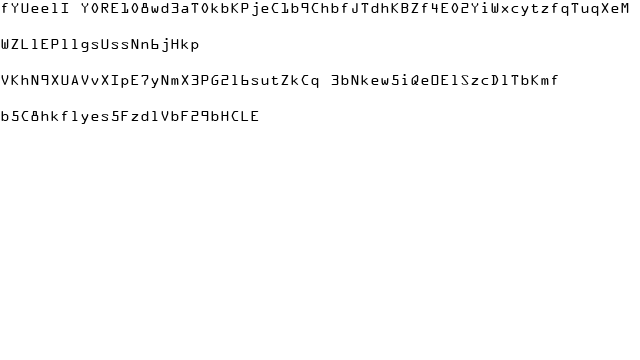 fYUee1I Y0RE108wd3aT0kbKPjeC1b9ChbfJTdhKBZf4E02YiWxcytzfqTuqXeM
WZL1EP11gsUssNn6jHkp
VKhN9XUAVvXIpE7yNmX3PG216sutZkCq 3bNkew5iQe0E1SzcD1TbKmf
b5C8hkf1yes5Fzd1VbF29bHCLE